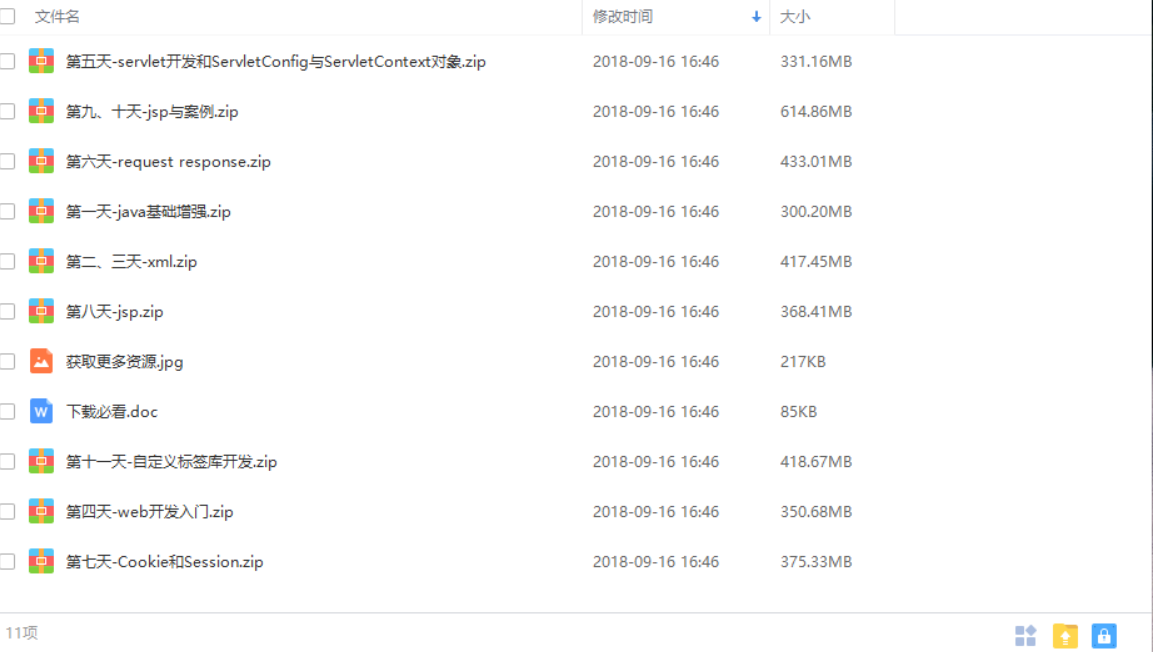 文件名 修改时间 大小
第五天-servlet开发和ServletConfig与ServletContext对象.zip 2018-09-16 16:46 331.16MB
第九、十天-jsp与案例.zip 2018-09-16 16:46 614.86MB
第六天-request response.zip 2018-09-16 16:46 433.01MB
第一天-java基础增强.zip 2018-09-16 16:46 300.20MB
第二、三天-xml.zip 2018-09-16 16:46 417.45MB
第八天-jsp.zip 2018-09-16 16:46 368.41MB
获取更多资源.jpg 2018-09-16 16:46 217KB
W 下载必看.doc 2018-09-16 16:46 85KB
第十一天-自定义标签库开发.zip 2018-09-16 16:46 418.67MB
第四天-web开发入门.zip 2018-09-16 16:46 350.68MB
第七天-Cookie和Session.zip 2018-09-16 16:46 375.33MB
11项